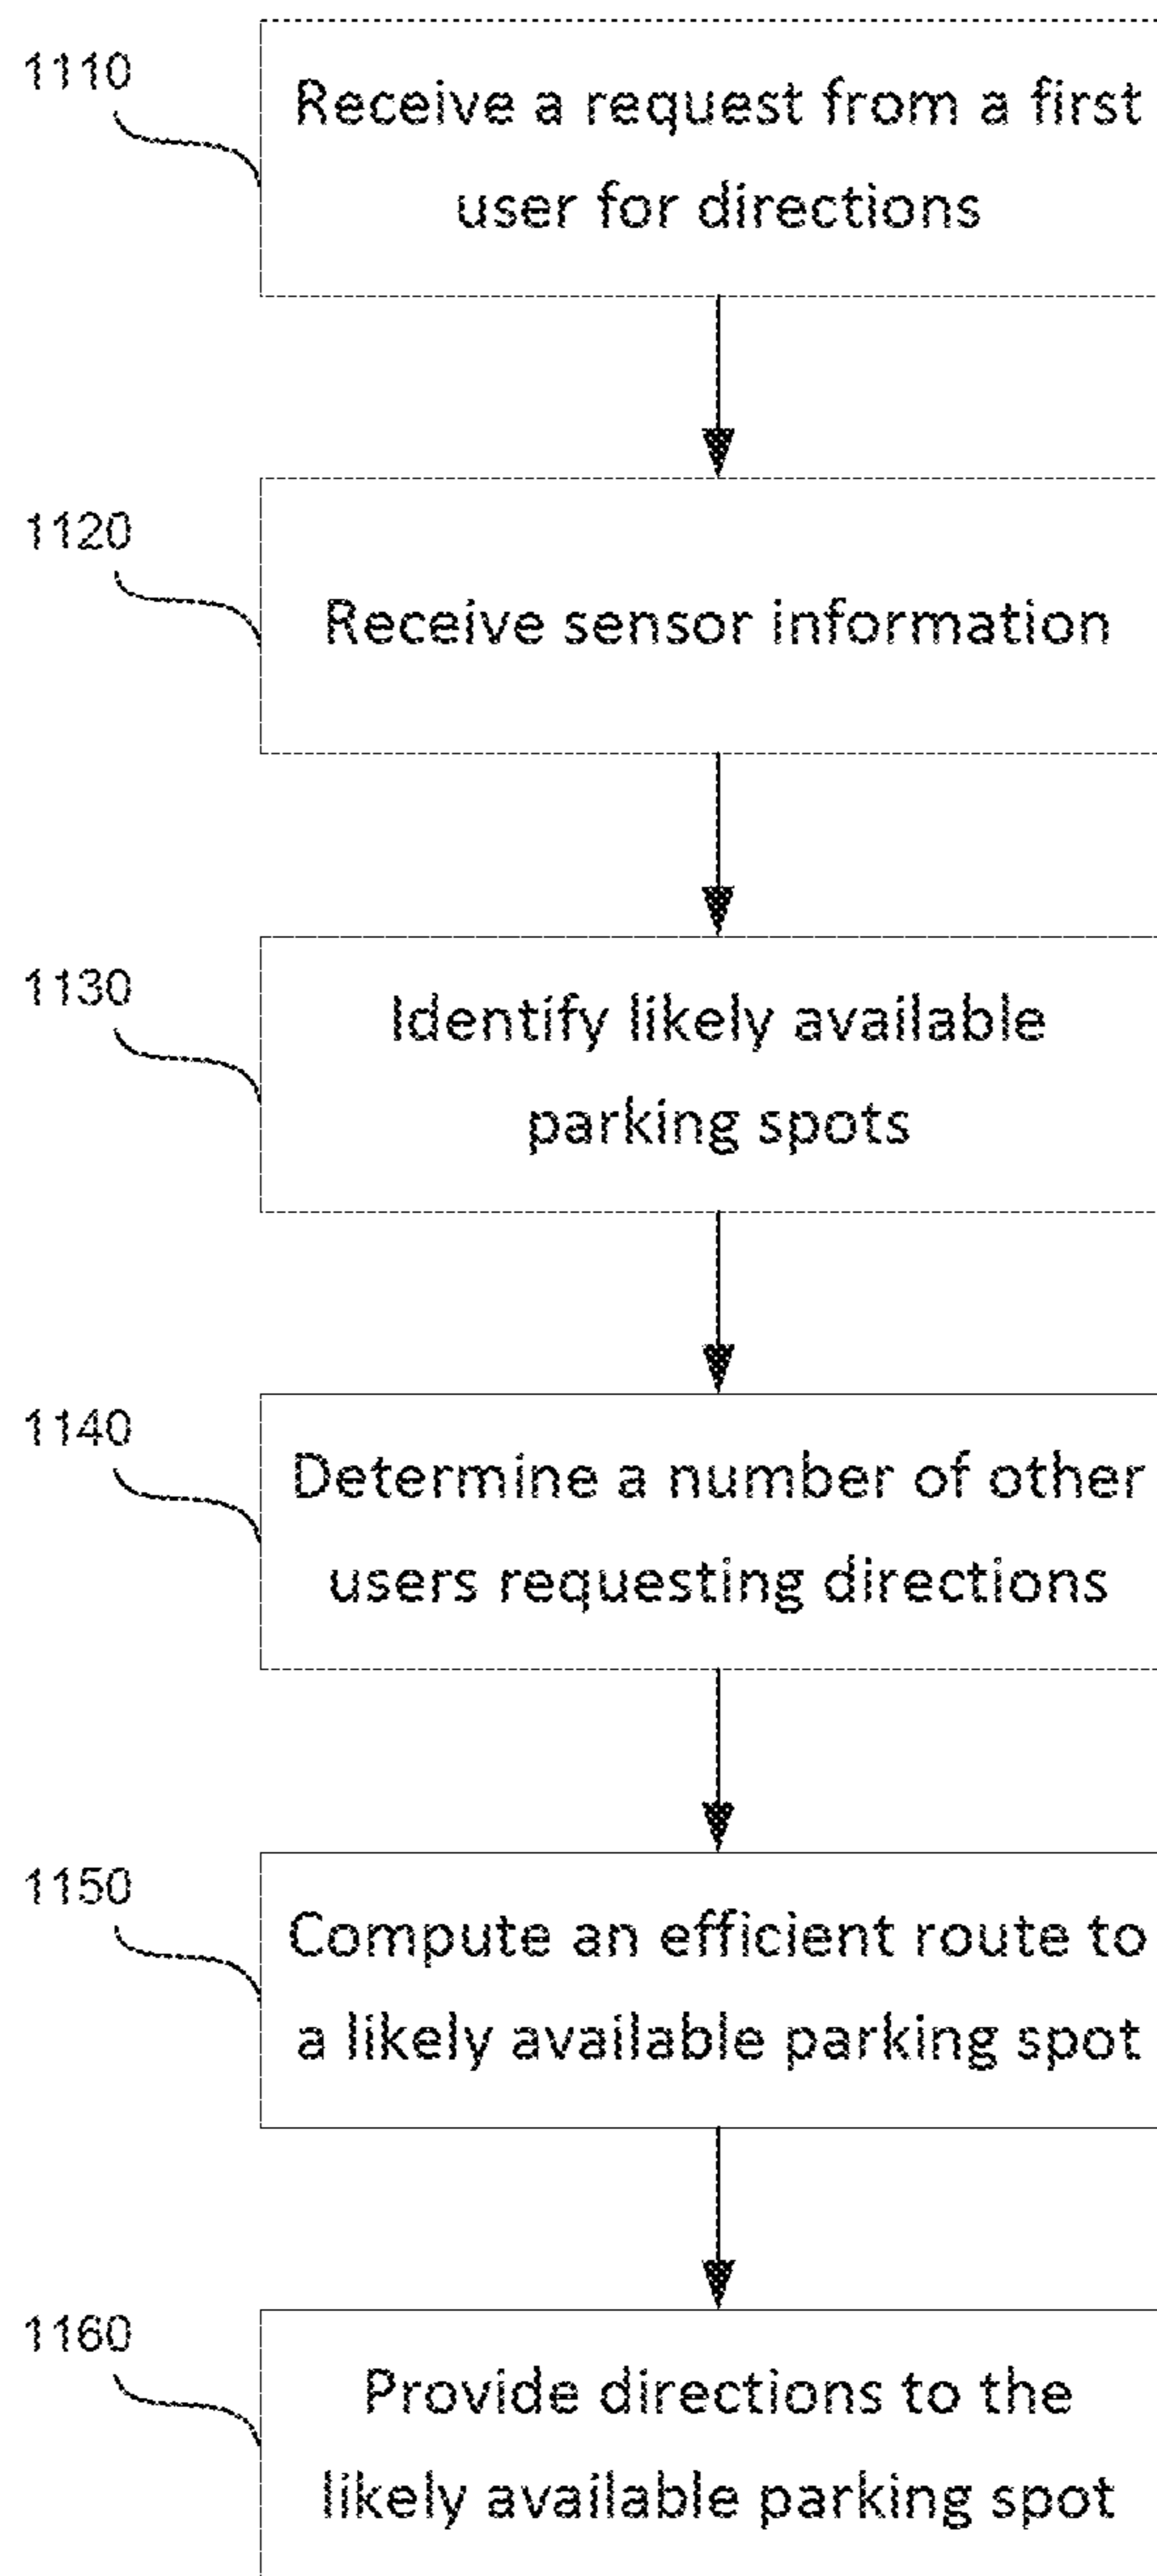 1110
Receive a request from a first
user for directions
1120
Receive sensor information
1130
Identify likely available
parking spots
1140
Determine a number of other
users requesting directions
1150
Compute an efficient route to
a likely available parking spot
1160
Provide directions to the
likely available parking spot